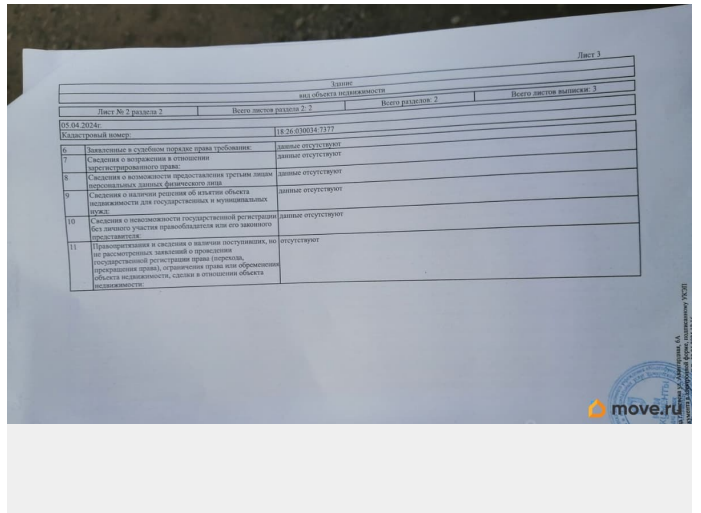 Лист 3
Здание
вид объекта недвижимости
Лист № 2 раздела 2 Всего листов раздела 2: 2 Всего разделов: 2 Всего листов выписки: 3
05.04.2024г.
Кадастровый номер: 18:26:030034:7377
6 Заявленные в судебном порядке права требования: данные отсутствуют
7 Сведения о возражении в отношении данные отсутствуют
зарегистрированного права:
8 Сведения о возможности предоставления третьим лицам данные отсутствуют
персональных данных физического лица
9 Сведения о наличии решения об изъятии объекта данные отсутствуют
недвижимости для государственных и муниципальных
нужд:
10 Сведения о невозможности государственной регистрации данные отсутствуют
без личного участия правообладателя или его законного
представителя:
11 Правопритязания и сведения о наличии поступивших, но отсутствуют
не рассмотренных заявлений о проведении
государственной регистрации права (перехода,
прекращения права), ограничения права или обременения
объекта недвижимости, сделки в отношении объекта
недвижимости:
move.ru